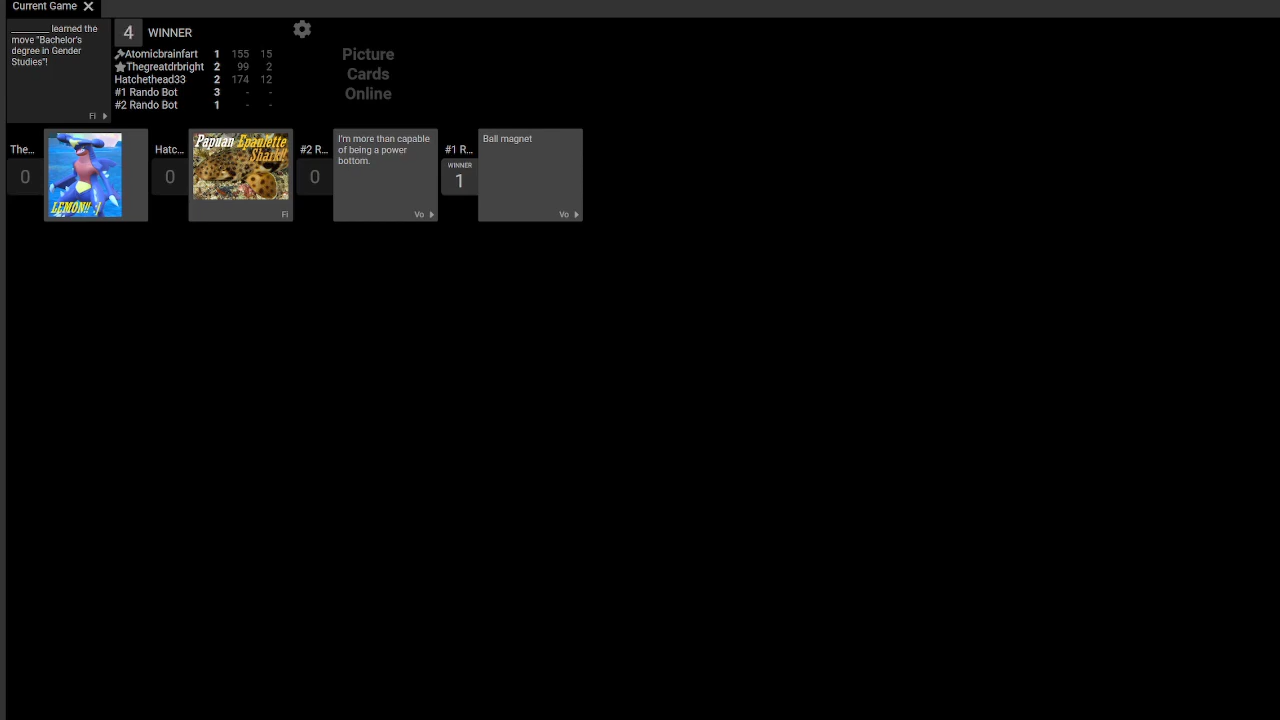 Current Game
_______ learned the
move "Bachelor's
degree in Gender
Studies"!
FI
4 WINNER
Atomicbrainfart 1 155 15
Thegreatdrbright 2 99 2
Hatchethead33 2 174 12
#1 Rando Bot 3 - -
#2 Rando Bot 1 - -
Picture
Cards
Online
The...
0
LEMON!! :(
Hatc...
0
Papuan Epaulette
Shark!!
Fi
#2 R...
0
I'm more than capable
of being a power
bottom.
Vo
#1 R...
WINNER
1
Ball magnet
Vo